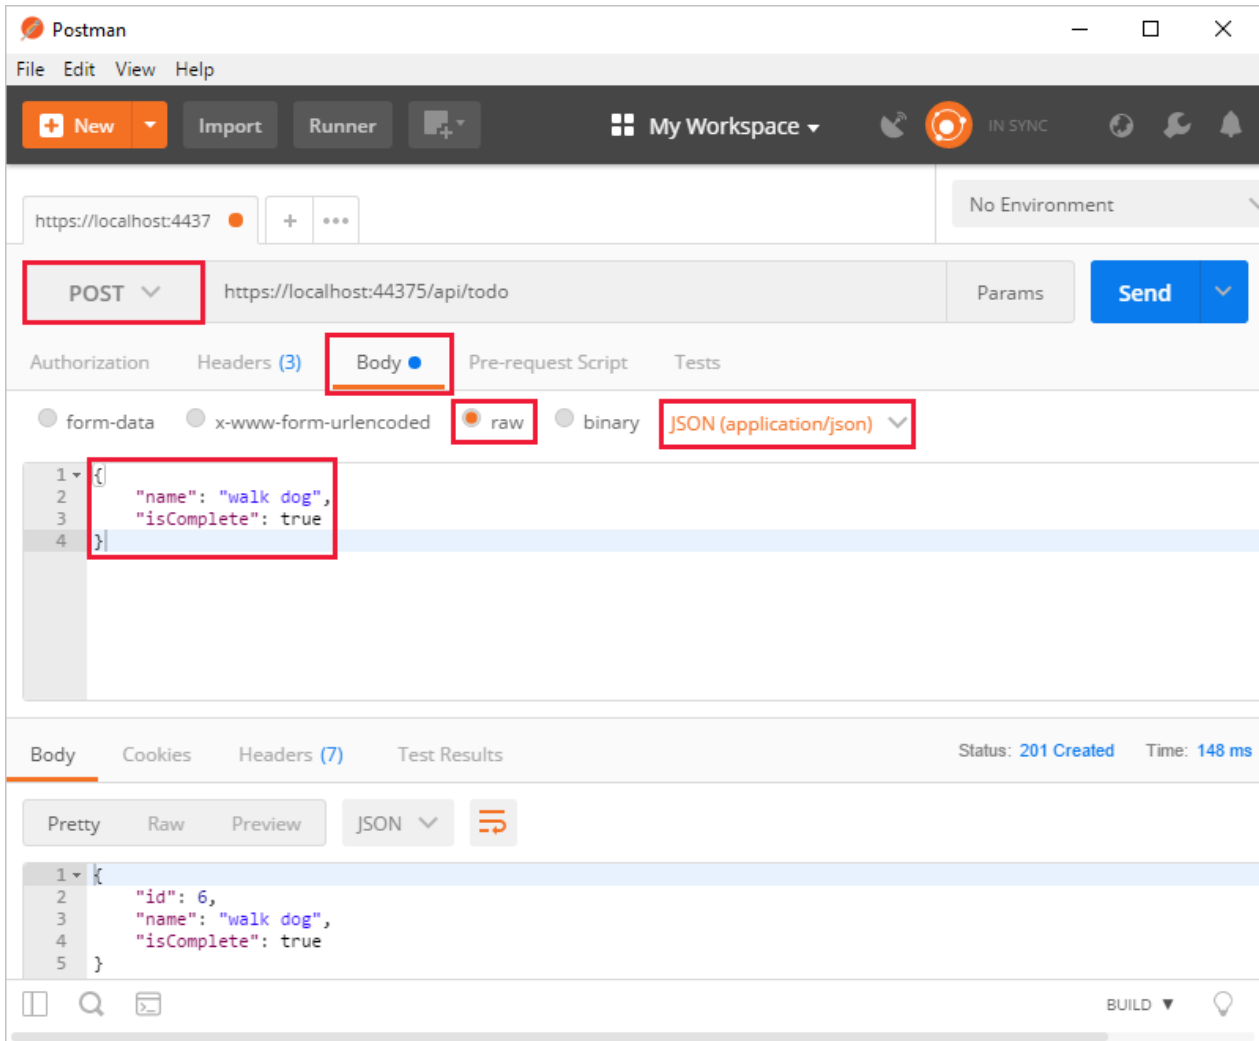 Postman
File Edit View Help
New Import Runner My Workspace IN SYNC
https://localhost:4437 + ••• No Environment
POST https://localhost:44375/api/todo Params Send
Authorization Headers (3) Body Pre-request Script Tests
form-data x-www-form-urlencoded raw binary JSON (application/json)
1 {
2 "name": "walk dog",
3 "isComplete": true
4 }
Body Cookies Headers (7) Test Results Status: 201 Created Time: 148 ms
Pretty Raw Preview JSON
1 {
2 "id": 6,
3 "name": "walk dog",
4 "isComplete": true
5 }
BUILD